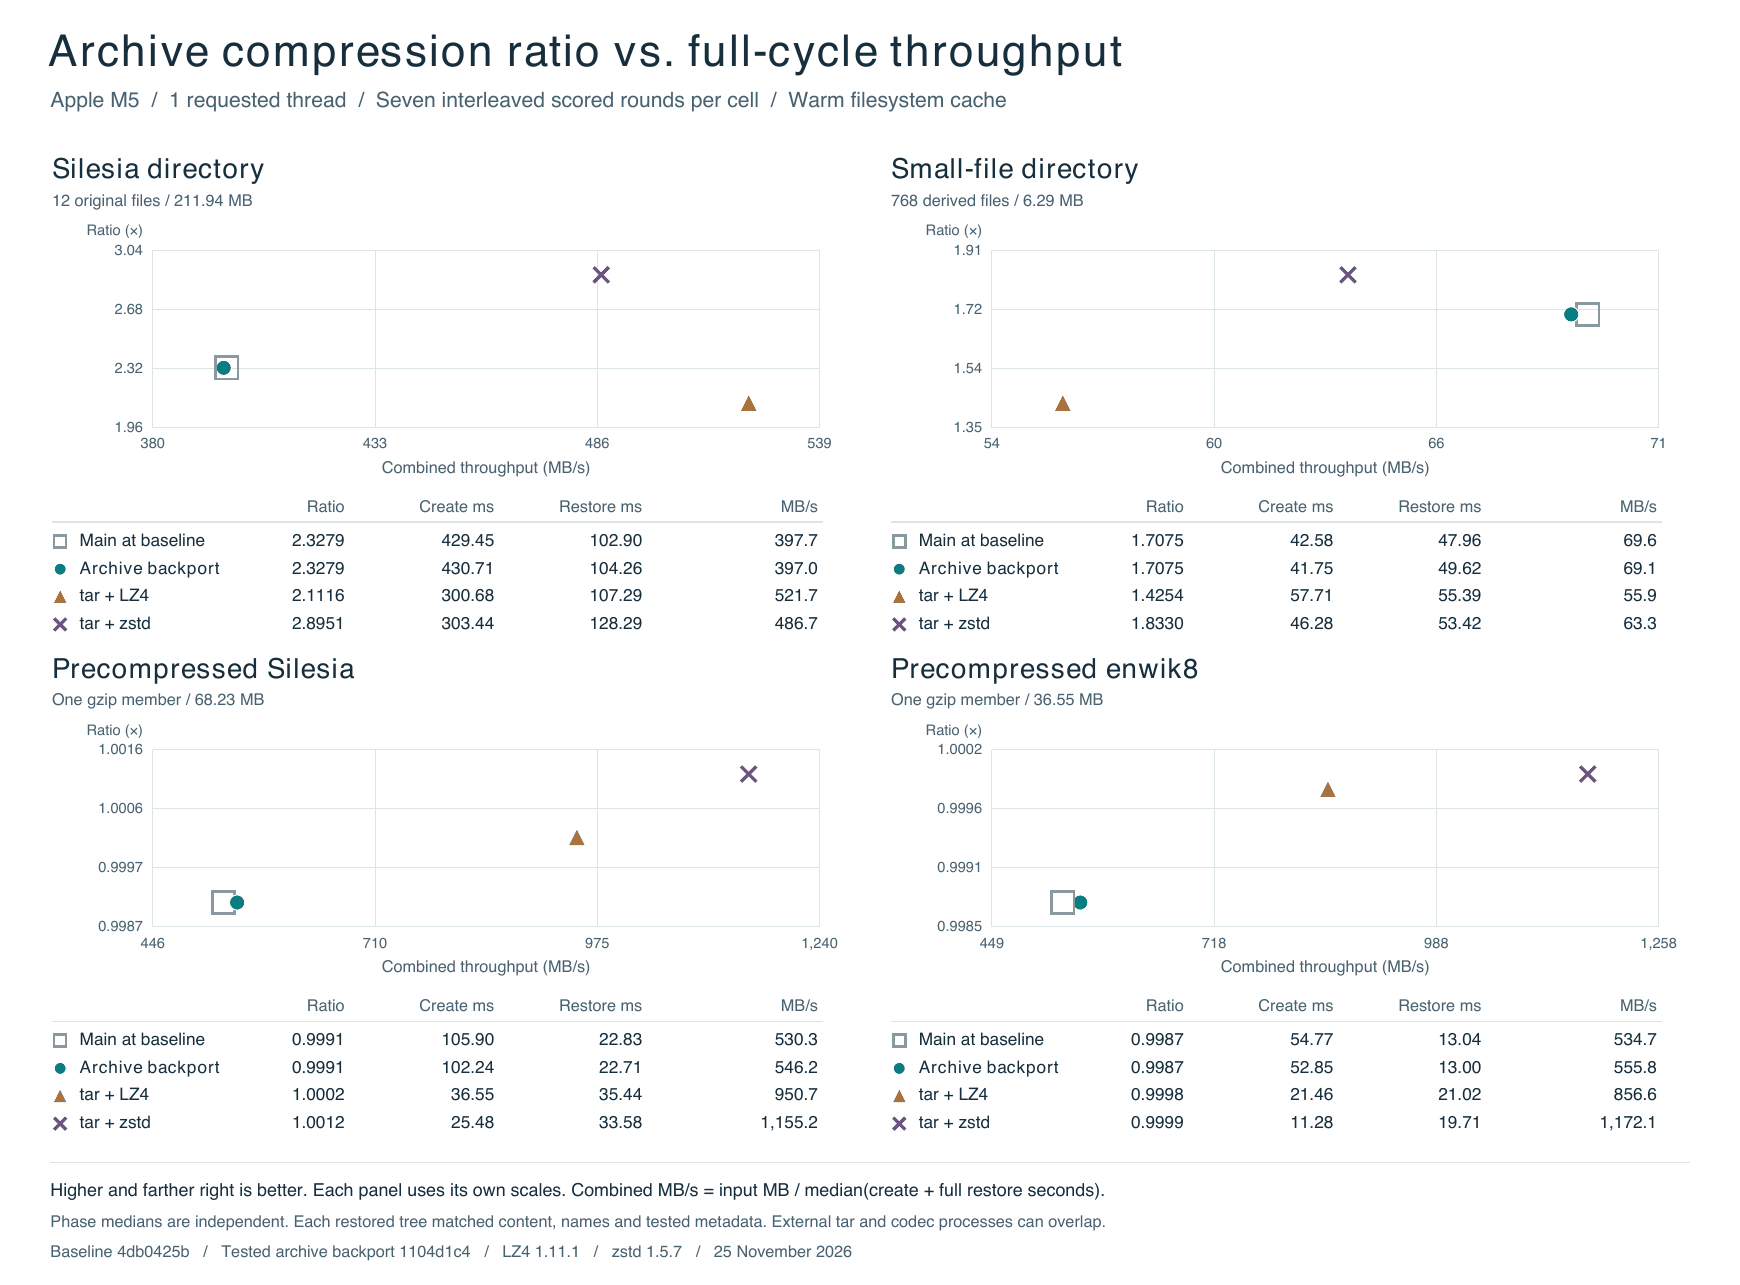 Archive compression ratio vs. full-cycle throughput
Apple M5 / 1 requested thread / Seven interleaved scored rounds per cell / Warm filesystem cache
Silesia directory
12 original files / 211.94 MB
Ratio (×)
3.04
2.68
2.32
1.96
380 433 486 539
Combined throughput (MB/s)
Ratio Create ms Restore ms MB/s
Main at baseline 2.3279 429.45 102.90 397.7
Archive backport 2.3279 430.71 104.26 397.0
tar + LZ4 2.1116 300.68 107.29 521.7
tar + zstd 2.8951 303.44 128.29 486.7
Small-file directory
768 derived files / 6.29 MB
Ratio (×)
1.91
1.72
1.54
1.35
54 60 66 71
Combined throughput (MB/s)
Ratio Create ms Restore ms MB/s
Main at baseline 1.7075 42.58 47.96 69.6
Archive backport 1.7075 41.75 49.62 69.1
tar + LZ4 1.4254 57.71 55.39 55.9
tar + zstd 1.8330 46.28 53.42 63.3
Precompressed Silesia
One gzip member / 68.23 MB
Ratio (×)
1.0016
1.0006
0.9997
0.9987
446 710 975 1,240
Combined throughput (MB/s)
Ratio Create ms Restore ms MB/s
Main at baseline 0.9991 105.90 22.83 530.3
Archive backport 0.9991 102.24 22.71 546.2
tar + LZ4 1.0002 36.55 35.44 950.7
tar + zstd 1.0012 25.48 33.58 1,155.2
Precompressed enwik8
One gzip member / 36.55 MB
Ratio (×)
1.0002
0.9996
0.9991
0.9985
449 718 988 1,258
Combined throughput (MB/s)
Ratio Create ms Restore ms MB/s
Main at baseline 0.9987 54.77 13.04 534.7
Archive backport 0.9987 52.85 13.00 555.8
tar + LZ4 0.9998 21.46 21.02 856.6
tar + zstd 0.9999 11.28 19.71 1,172.1
Higher and farther right is better. Each panel uses its own scales. Combined MB/s = input MB / median(create + full restore seconds).
Phase medians are independent. Each restored tree matched content, names and tested metadata. External tar and codec processes can overlap.
Baseline 4db0425b / Tested archive backport 1104d1c4 / LZ4 1.11.1 / zstd 1.5.7 / 25 November 2026